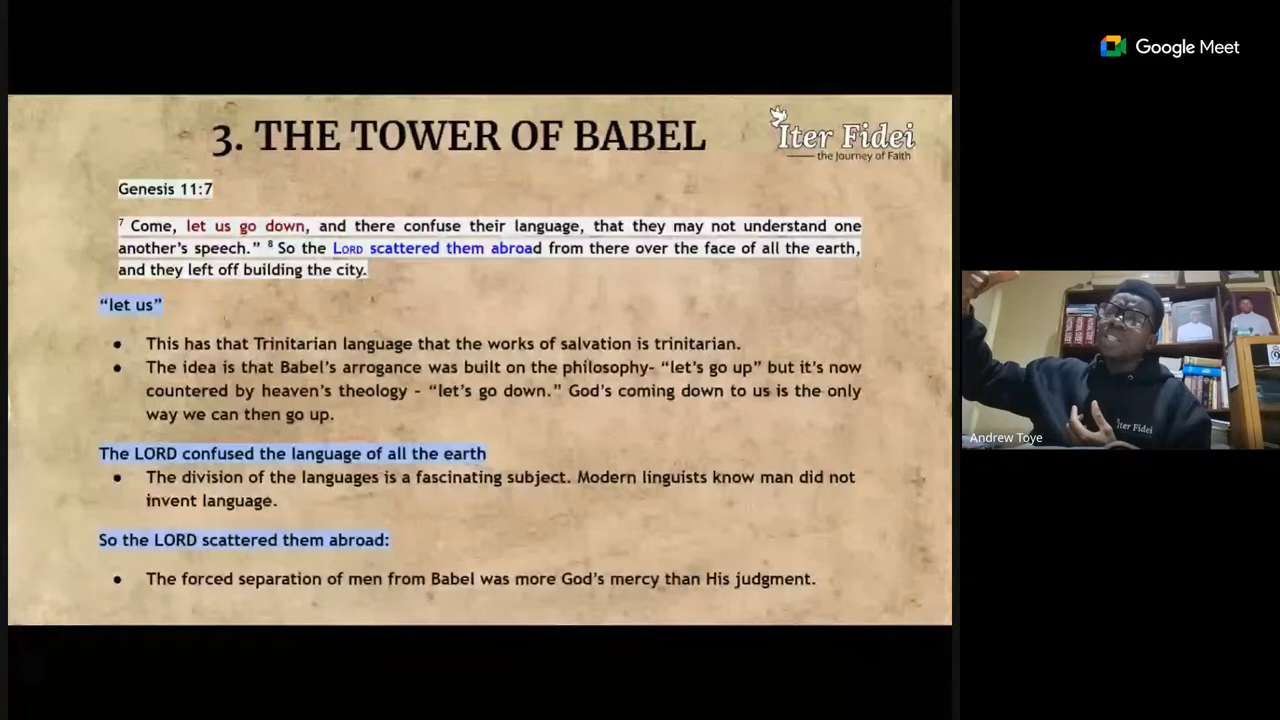 Google Meet
3. THE TOWER OF BABEL
Iter Fidei
the Journey of Faith
Genesis 11:7
7 Come, let us go down, and there confuse their language, that they may not understand one
another’s speech.” 8 So the LORD scattered them abroad from there over the face of all the earth,
and they left off building the city.
“let us”
● This has that Trinitarian language that the works of salvation is trinitarian.
● The idea is that Babel’s arrogance was built on the philosophy- “let’s go up” but it’s now
countered by heaven’s theology - “let’s go down.” God’s coming down to us is the only
way we can then go up.
The LORD confused the language of all the earth
● The division of the languages is a fascinating subject. Modern linguists know man did not
invent language.
So the LORD scattered them abroad:
● The forced separation of men from Babel was more God’s mercy than His judgment.
Iter Fidei
Andrew Toye